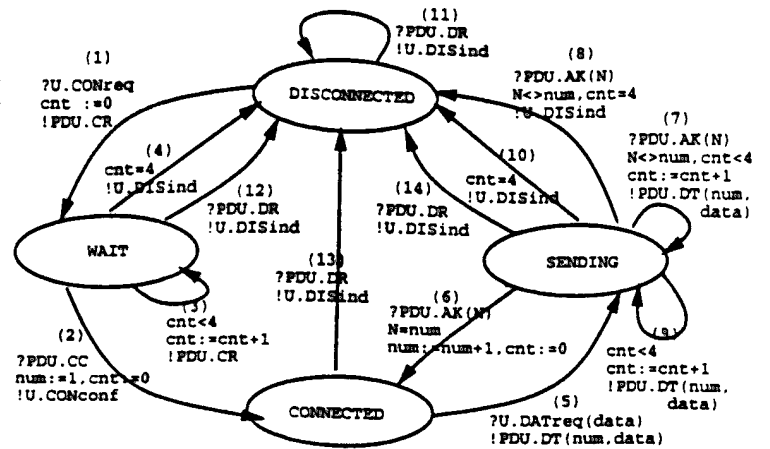 (11)
?PDU.DR
!U.DISind
(1)
?U.CONreq
cnt :=0
!PDU.CR
DISCONNECTED
(8)
?PDU.AK(N)
N<>num,cnt=4
!U.DISind
(7)
?PDU.AK(N)
N<>num,cnt<4
cnt:=cnt+1
!PDU.DT(num,
data)
(4)
cnt=4
!U.DISind
(12)
?PDU.DR
!U.DISind
(14)
?PDU.DR
!U.DISind
(10)
cnt=4
!U.DISind
WAIT
SENDING
(13)
?PDU.DR
!U.DISind
(3)
cnt<4
cnt:=cnt+1
!PDU.CR
(6)
?PDU.AK(N)
N=num
num:=num+1,cnt:=0
(9)
cnt<4
cnt:=cnt+1
!PDU.DT(num,
data)
(2)
?PDU.CC
num:=1,cnt:=0
!U.CONconf
CONNECTED
(5)
?U.DATreq(data)
!PDU.DT(num,data)